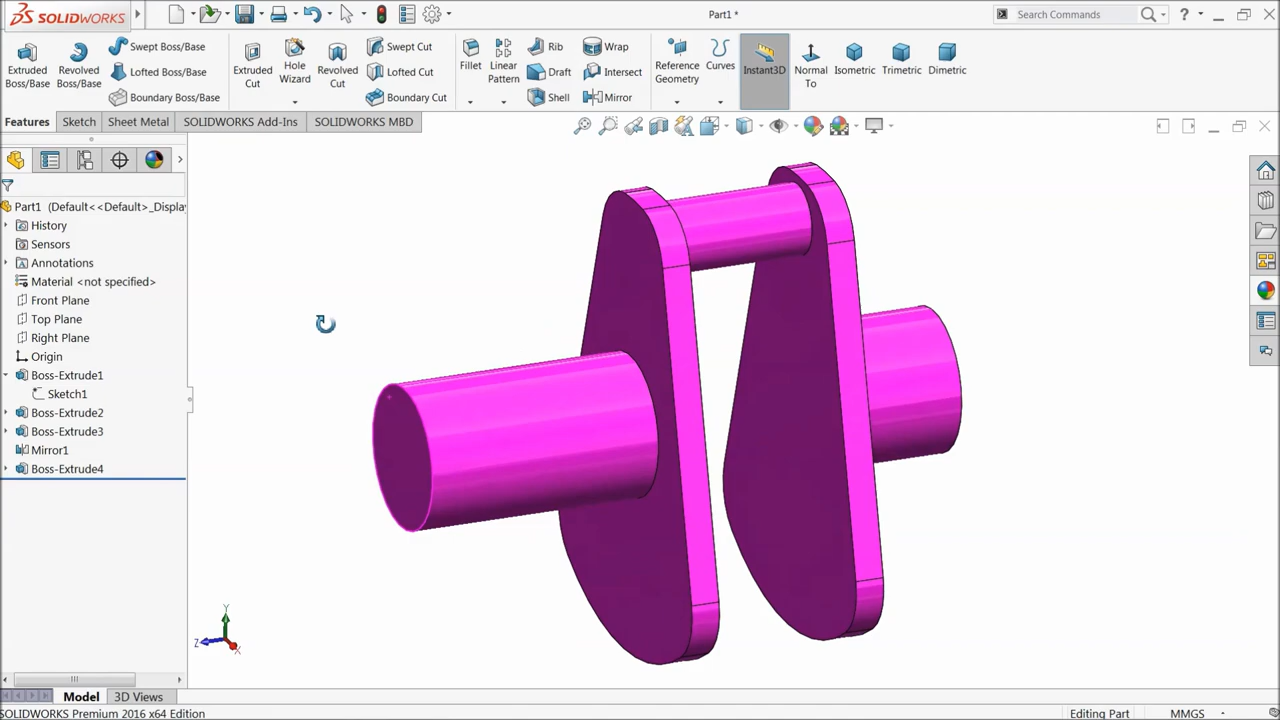 SOLIDWORKS
Part1 *
Search Commands
?
Extruded
Boss/Base
Revolved
Boss/Base
Swept Boss/Base
Lofted Boss/Base
Boundary Boss/Base
Extruded
Cut
Hole
Wizard
Revolved
Cut
Swept Cut
Lofted Cut
Boundary Cut
Fillet
Linear
Pattern
Rib
Draft
Shell
Wrap
Intersect
Mirror
Reference
Geometry
Curves
Instant3D
Normal
To
Isometric
Trimetric
Dimetric
Features
Sketch
Sheet Metal
SOLIDWORKS Add-Ins
SOLIDWORKS MBD
Part1 (Default<<Default>_Display
History
Sensors
Annotations
Material <not specified>
Front Plane
Top Plane
Right Plane
Origin
Boss-Extrude1
Sketch1
Boss-Extrude2
Boss-Extrude3
Mirror1
Boss-Extrude4
Y
Z
X
Model
3D Views
SOLIDWORKS Premium 2016 x64 Edition
Editing Part
MMGS